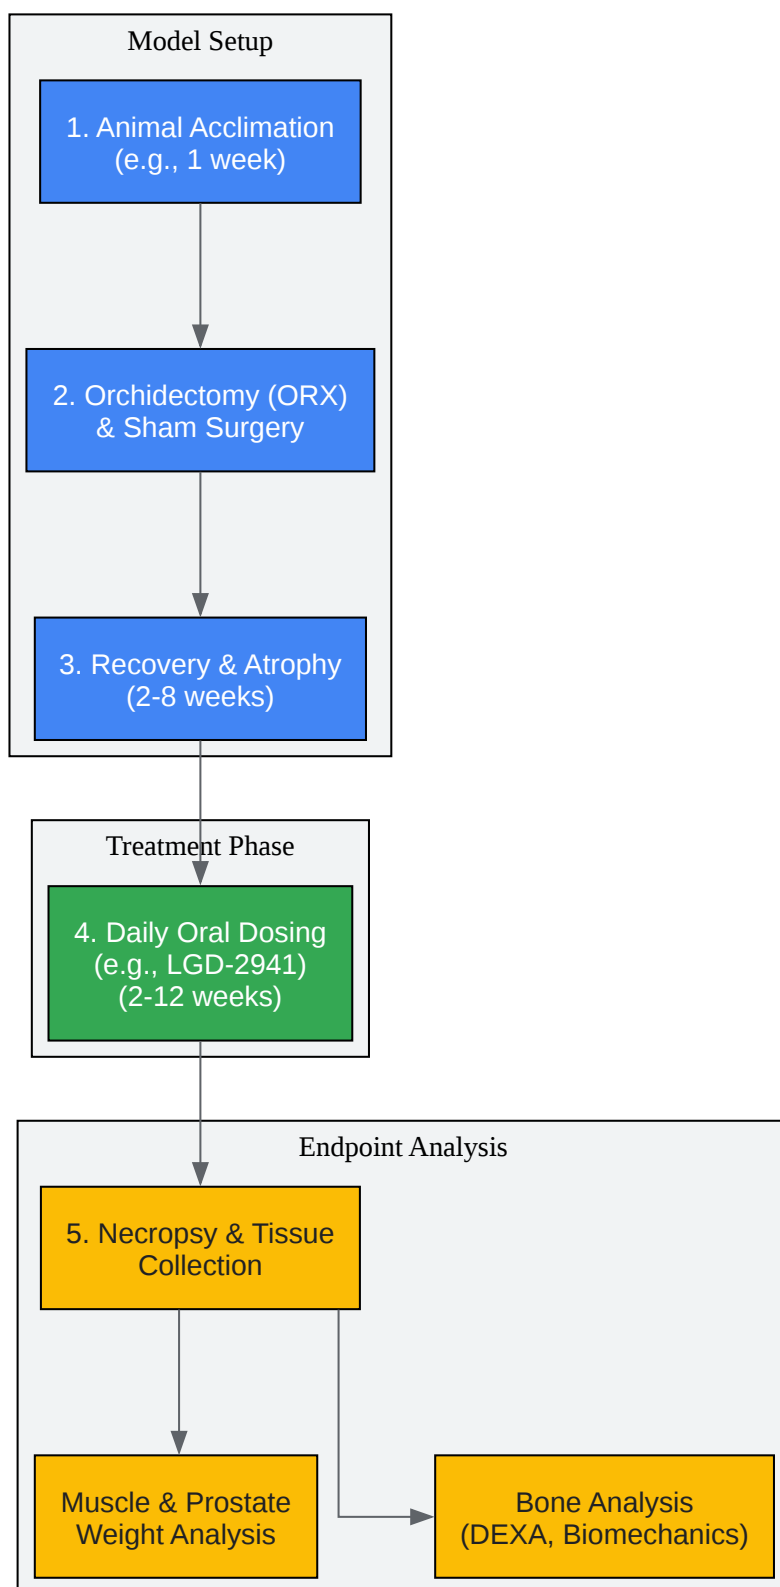 Model Setup
1. Animal Acclimation
(e.g., 1 week)
2. Orchidectomy (ORX)
& Sham Surgery
3. Recovery & Atrophy
(2-8 weeks)
Treatment Phase
4. Daily Oral Dosing
(e.g., LGD-2941)
(2-12 weeks)
Endpoint Analysis
5. Necropsy & Tissue
Collection
Muscle & Prostate
Weight Analysis
Bone Analysis
(DEXA, Biomechanics)